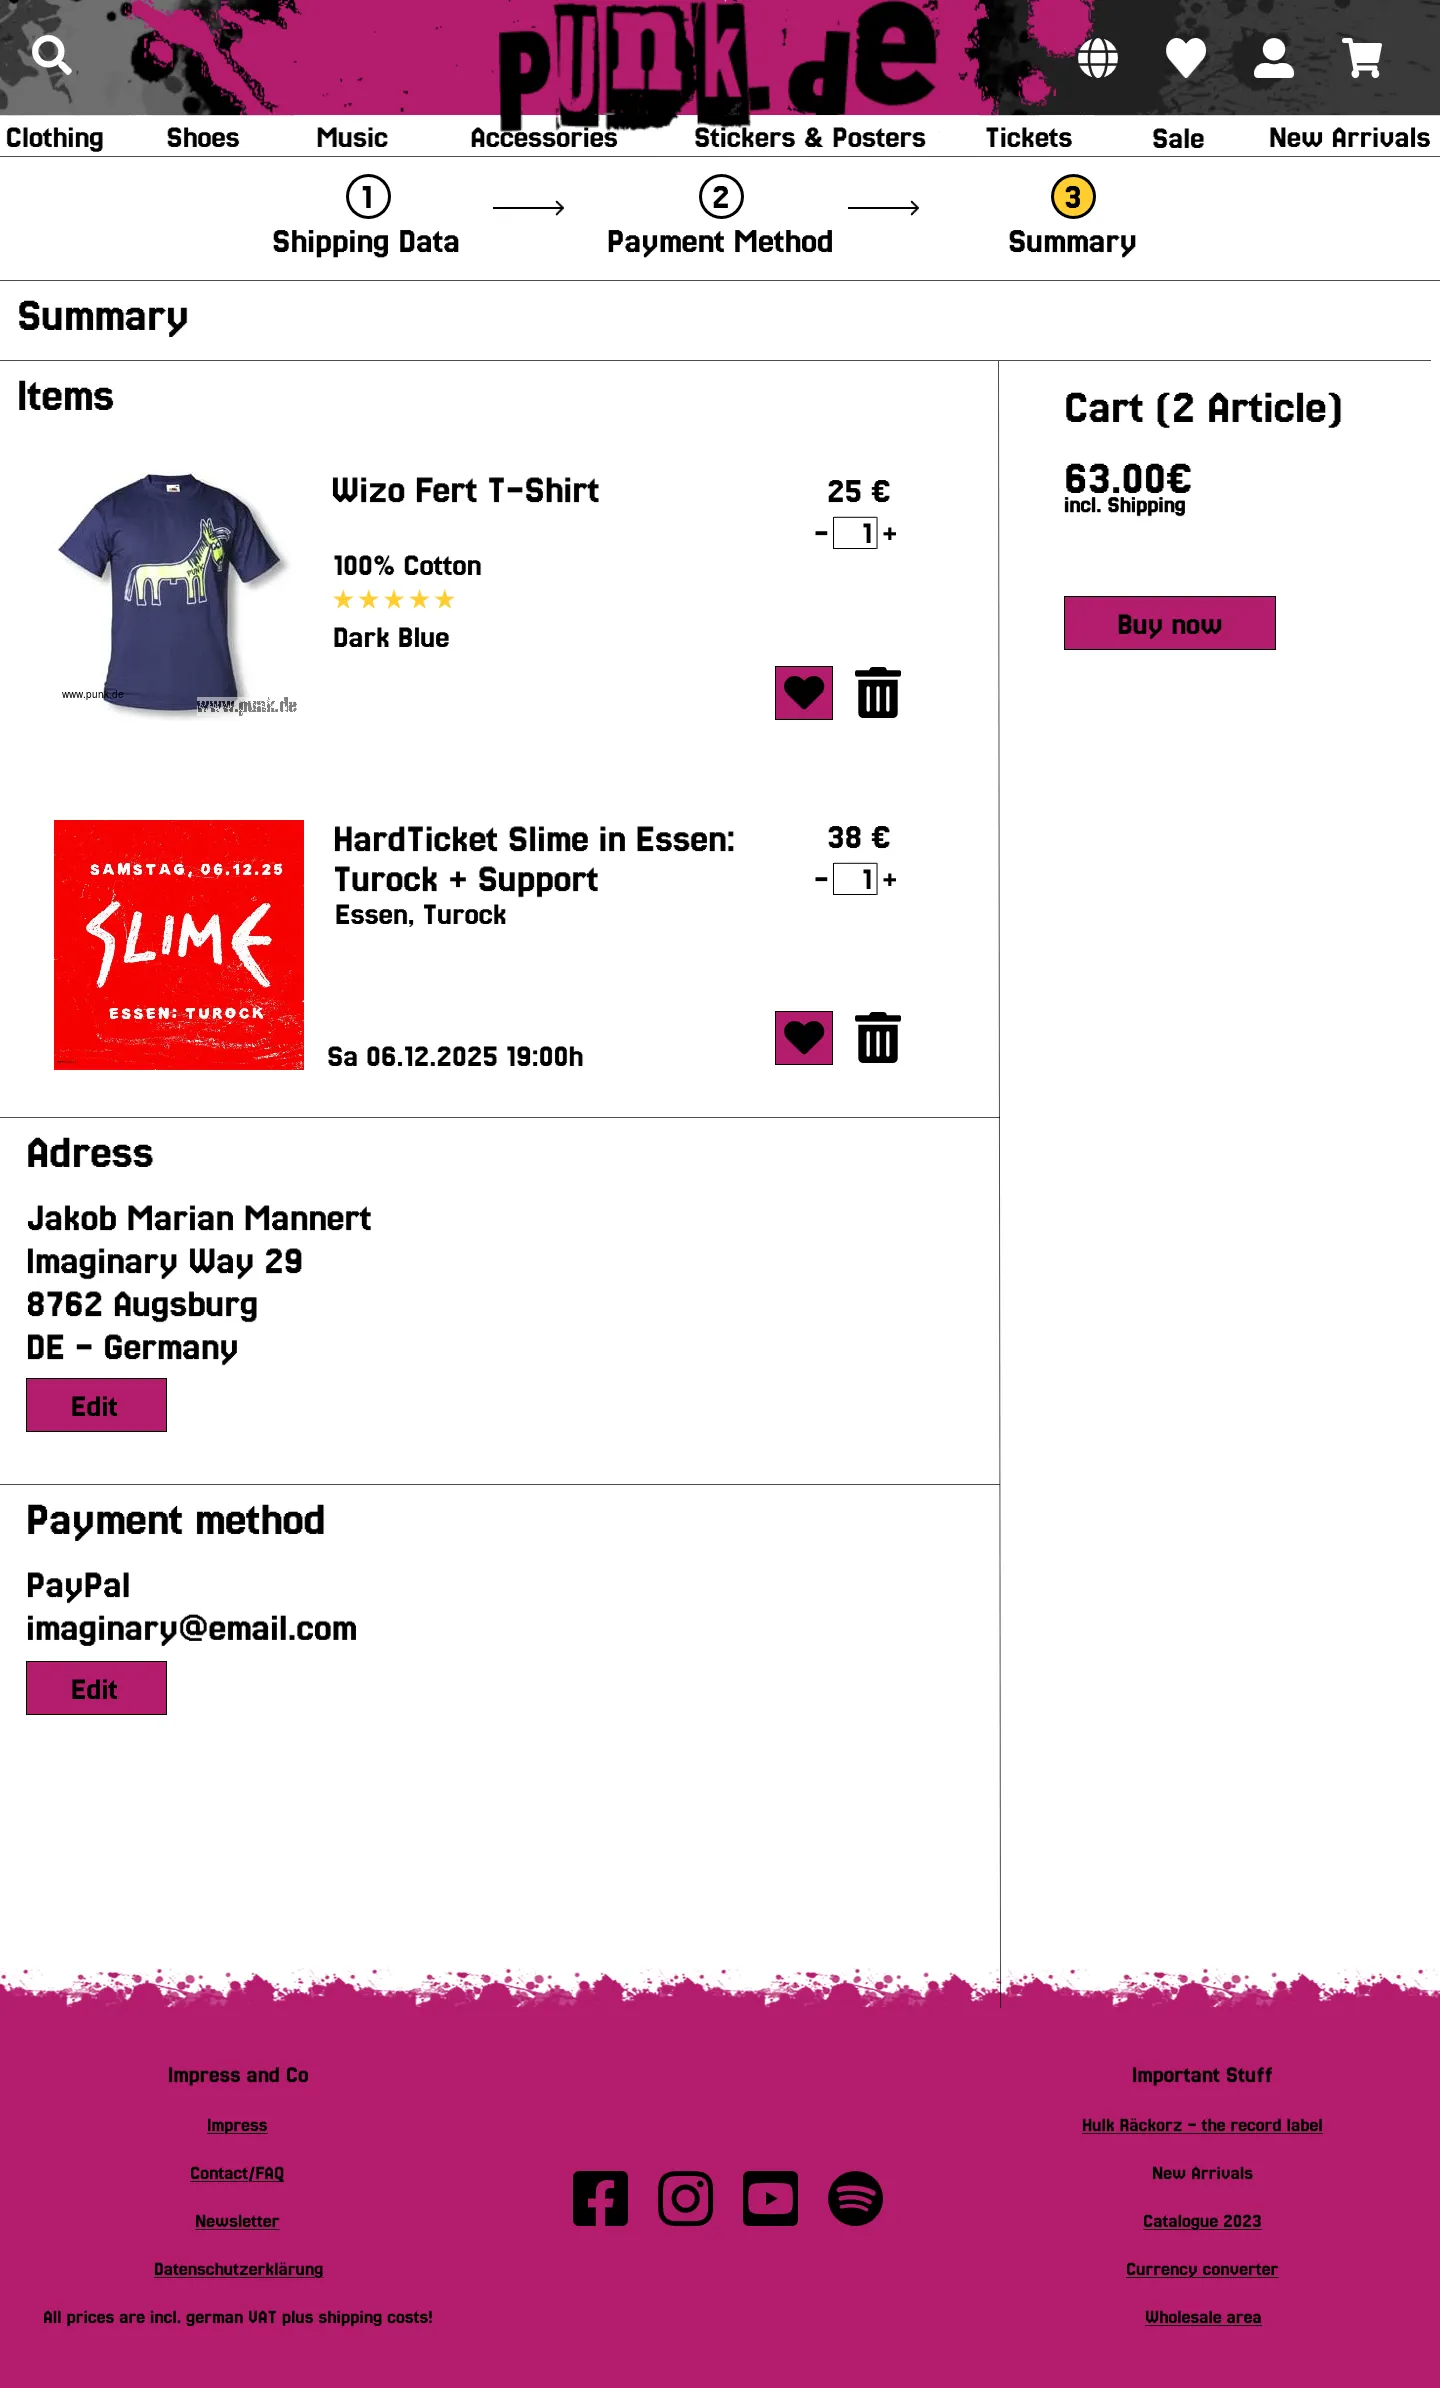 punk.de
Clothing
Shoes
Music
Accessories
Stickers & Posters
Tickets
Sale
New Arrivals
1
2
3
Shipping Data
Payment Method
Summary
Summary
Items
Wizo Fert T-Shirt
25 €
- 1 +
100% Cotton
Dark Blue
www.punk.de
www.punk.de
SAMSTAG, 06.12.25
SLIME
ESSEN: TUROCK
HardTicket Slime in Essen:
Turock + Support
Essen, Turock
38 €
- 1 +
Sa 06.12.2025 19:00h
Cart (2 Article)
63.00€
incl. Shipping
Buy now
Adress
Jakob Marian Mannert
Imaginary Way 29
8762 Augsburg
DE - Germany
Edit
Payment method
PayPal
imaginary@email.com
Edit
Impress and Co
Impress
Contact/FAQ
Newsletter
Datenschutzerklärung
All prices are incl. german VAT plus shipping costs!
Important Stuff
Hulk Räckorz - the record label
New Arrivals
Catalogue 2023
Currency converter
Wholesale area